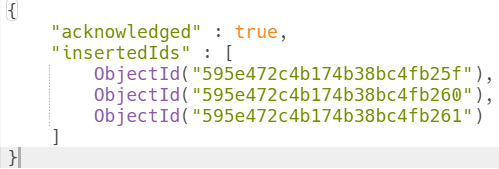 {
    "acknowledged" : true,
    "insertedIds" : [
        ObjectId("595e472c4b174b38bc4fb25f"),
        ObjectId("595e472c4b174b38bc4fb260"),
        ObjectId("595e472c4b174b38bc4fb261")
    ]
}